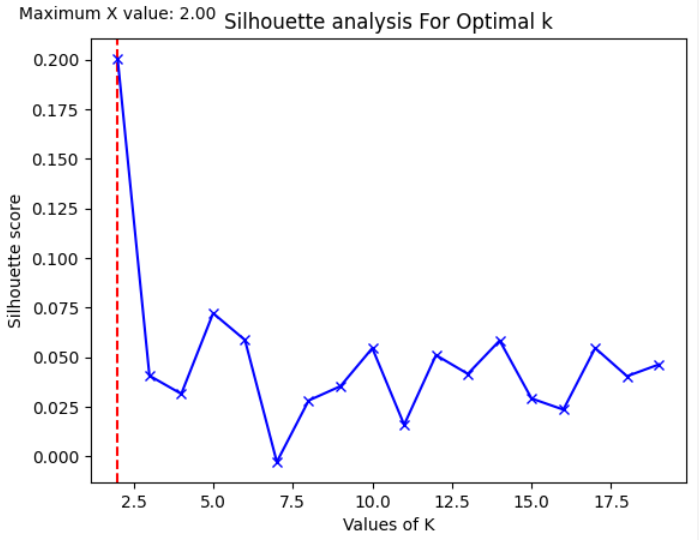 Maximum X value: 2.00
Silhouette analysis For Optimal k
0.200
0.175
0.150
0.125
0.100
0.075
0.050
0.025
0.000
Silhouette score
2.5 5.0 7.5 10.0 12.5 15.0 17.5
Values of K